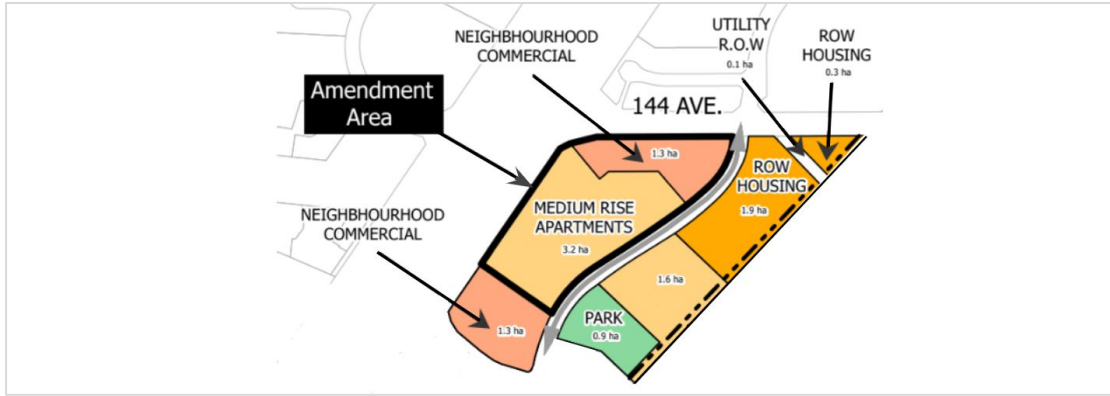 UTILITY
R.O.W
0.1 ha
ROW
HOUSING
0.3 ha
NEIGHBHOURHOOD
COMMERCIAL
Amendment
Area
144 AVE.
1.3 ha
ROW
HOUSING
1.9 ha
MEDIUM RISE
APARTMENTS
3.2 ha
NEIGHBHOURHOOD
COMMERCIAL
1.6 ha
1.3 ha
PARK
0.9 ha